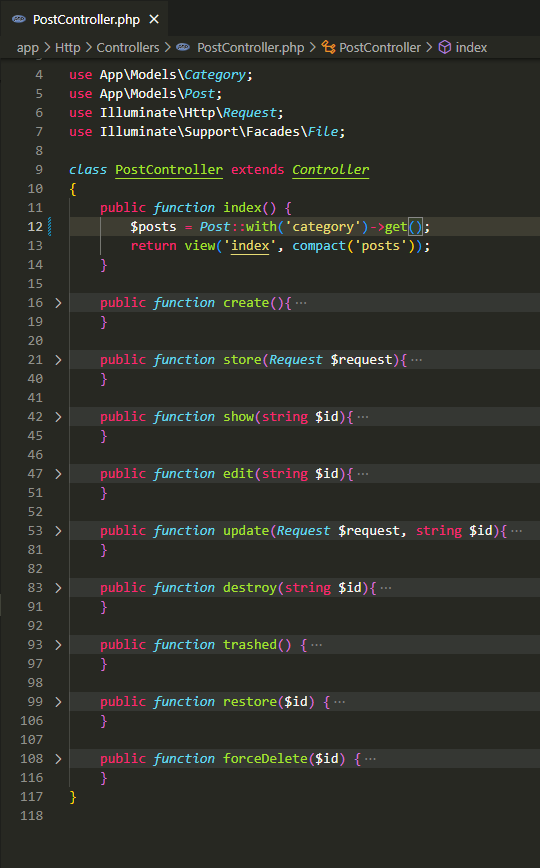 PostController.php ×
app > Http > Controllers > PostController.php > PostController > index
4 use App\Models\Category;
5 use App\Models\Post;
6 use Illuminate\Http\Request;
7 use Illuminate\Support\Facades\File;
8
9 class PostController extends Controller
10 {
11 public function index() {
12 $posts = Post::with('category')->get();
13 return view('index', compact('posts'));
14 }
15
16 > public function create(){ ···
19 }
20
21 > public function store(Request $request){ ···
40 }
41
42 > public function show(string $id){ ···
45 }
46
47 > public function edit(string $id){ ···
51 }
52
53 > public function update(Request $request, string $id){ ···
81 }
82
83 > public function destroy(string $id){ ···
91 }
92
93 > public function trashed() { ···
97 }
98
99 > public function restore($id) { ···
106 }
107
108 > public function forceDelete($id) { ···
116 }
117 }
118